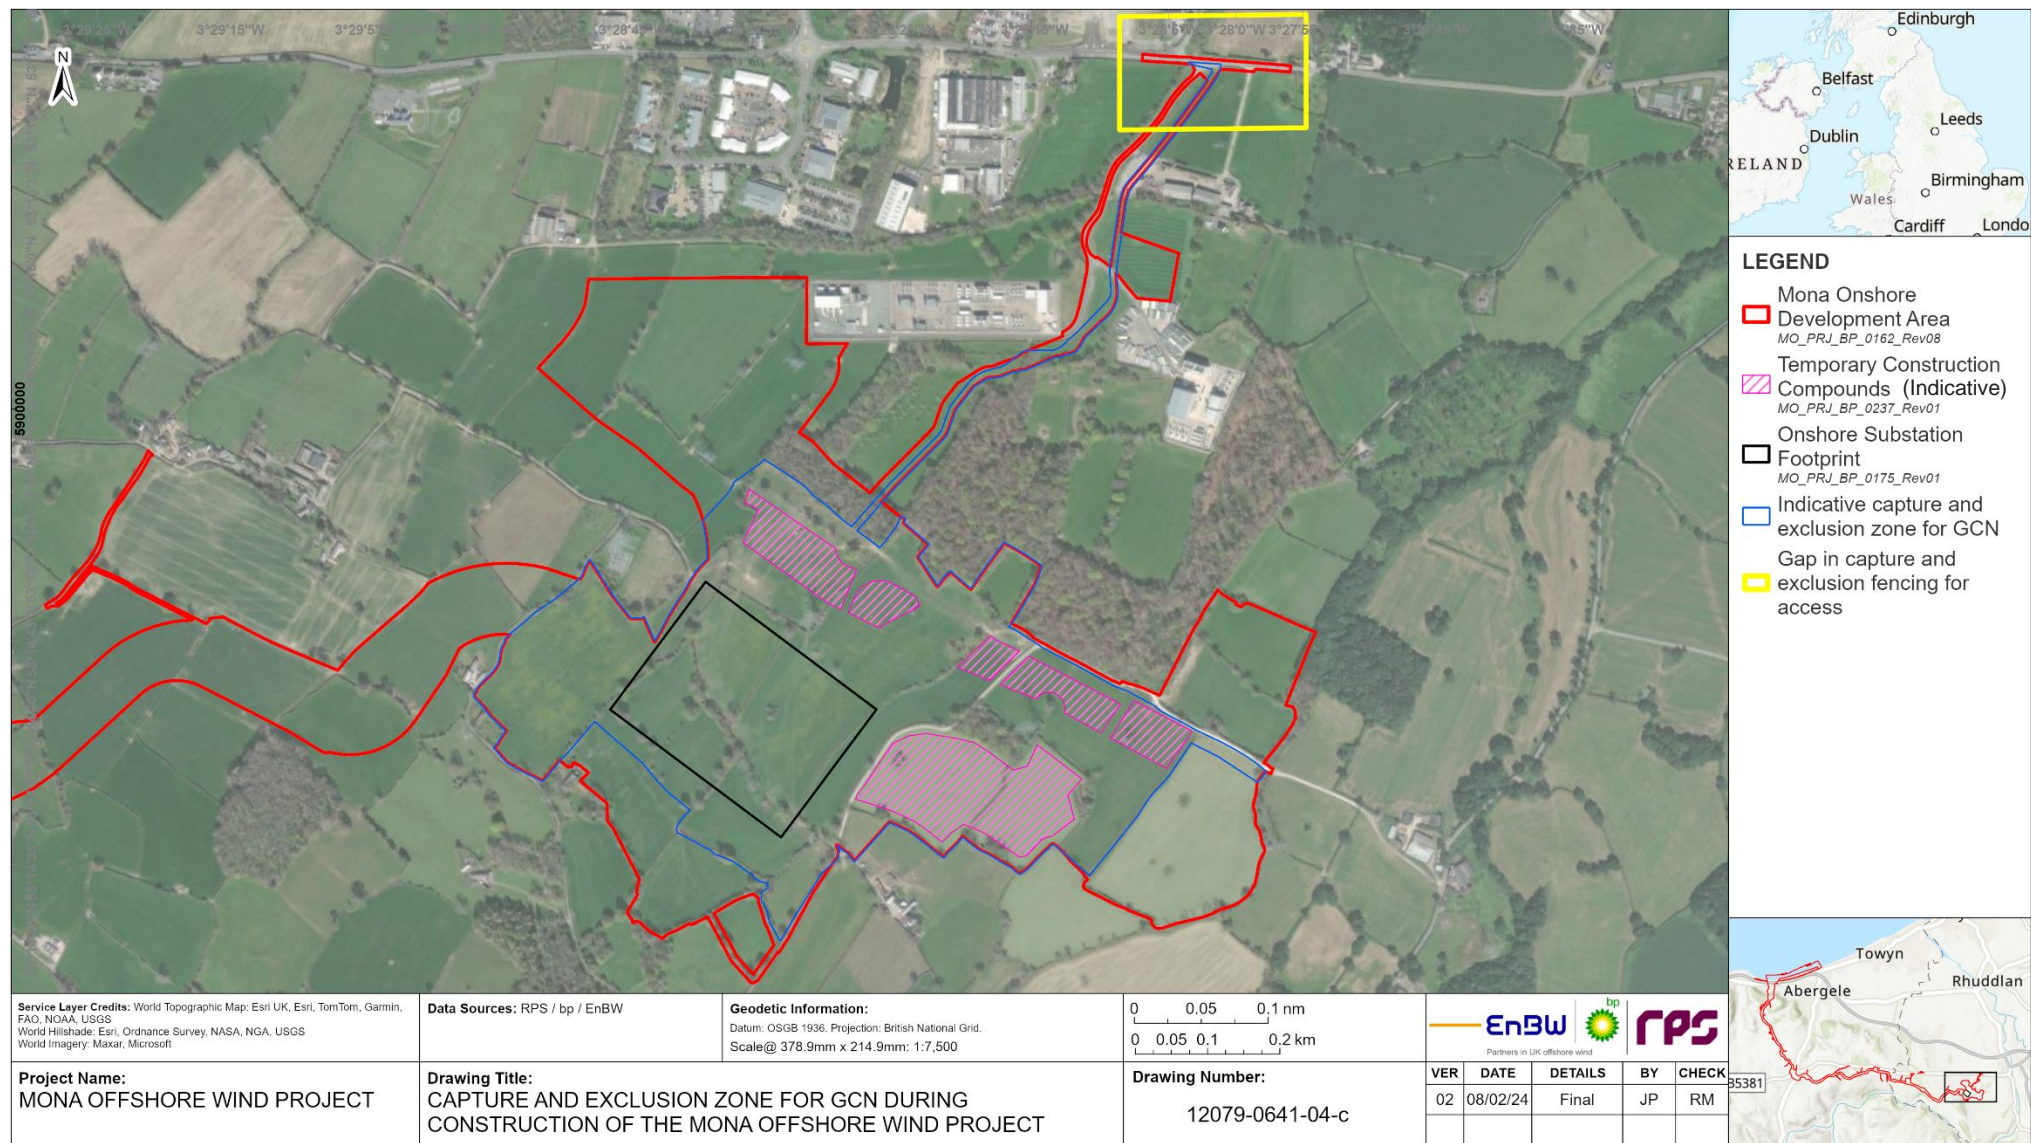 3°29'25"W
3°29'15"W
3°28'0"W
N
5900000
Edinburgh
Belfast
Leeds
Dublin
RELAND
Birmingham
Wales
Cardiff
Londo
LEGEND
Mona Onshore
Development Area
MO_PRJ_BP_0162_Rev08
Temporary Construction
Compounds (Indicative)
MO_PRJ_BP_0237_Rev01
Onshore Substation
Footprint
MO_PRJ_BP_0175_Rev01
Indicative capture and
exclusion zone for GCN
Gap in capture and
exclusion fencing for
access
Towyn
Abergele
Rhuddlan
B5381
Service Layer Credits: World Topographic Map: Esri UK, Esri, TomTom, Garmin,
FAO, NOAA, USGS
World Hillshade: Esri, Ordnance Survey, NASA, NGA, USGS
World Imagery: Maxar, Microsoft
Data Sources: RPS / bp / EnBW
Geodetic Information:
Datum: OSGB 1936. Projection: British National Grid.
Scale@ 378.9mm x 214.9mm: 1:7,500
0 0.05 0.1 nm
0 0.05 0.1 0.2 km
EnBW bp rps
Partners in UK offshore wind
Project Name:
MONA OFFSHORE WIND PROJECT
Drawing Title:
CAPTURE AND EXCLUSION ZONE FOR GCN DURING
CONSTRUCTION OF THE MONA OFFSHORE WIND PROJECT
Drawing Number:
12079-0641-04-c
VER DATE DETAILS BY CHECK
02 08/02/24 Final JP RM